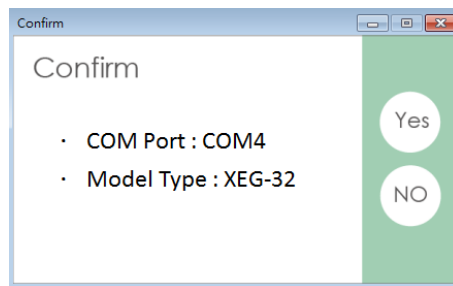 Confirm
Confirm
· COM Port : COM4
· Model Type : XEG-32
Yes
NO